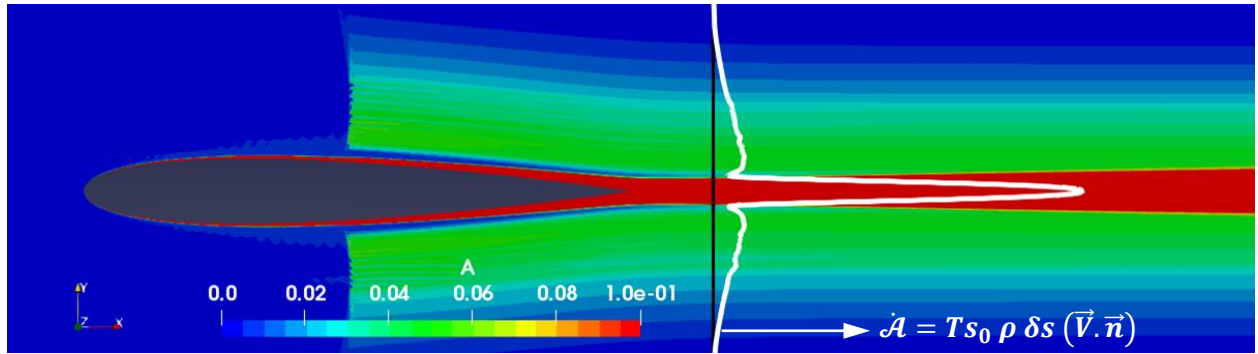 A
0.0 0.02 0.04 0.06 0.08 1.0e-01
Y
Z X
𝒜̇ = Ts₀ ρ δs (V⃗.n⃗)